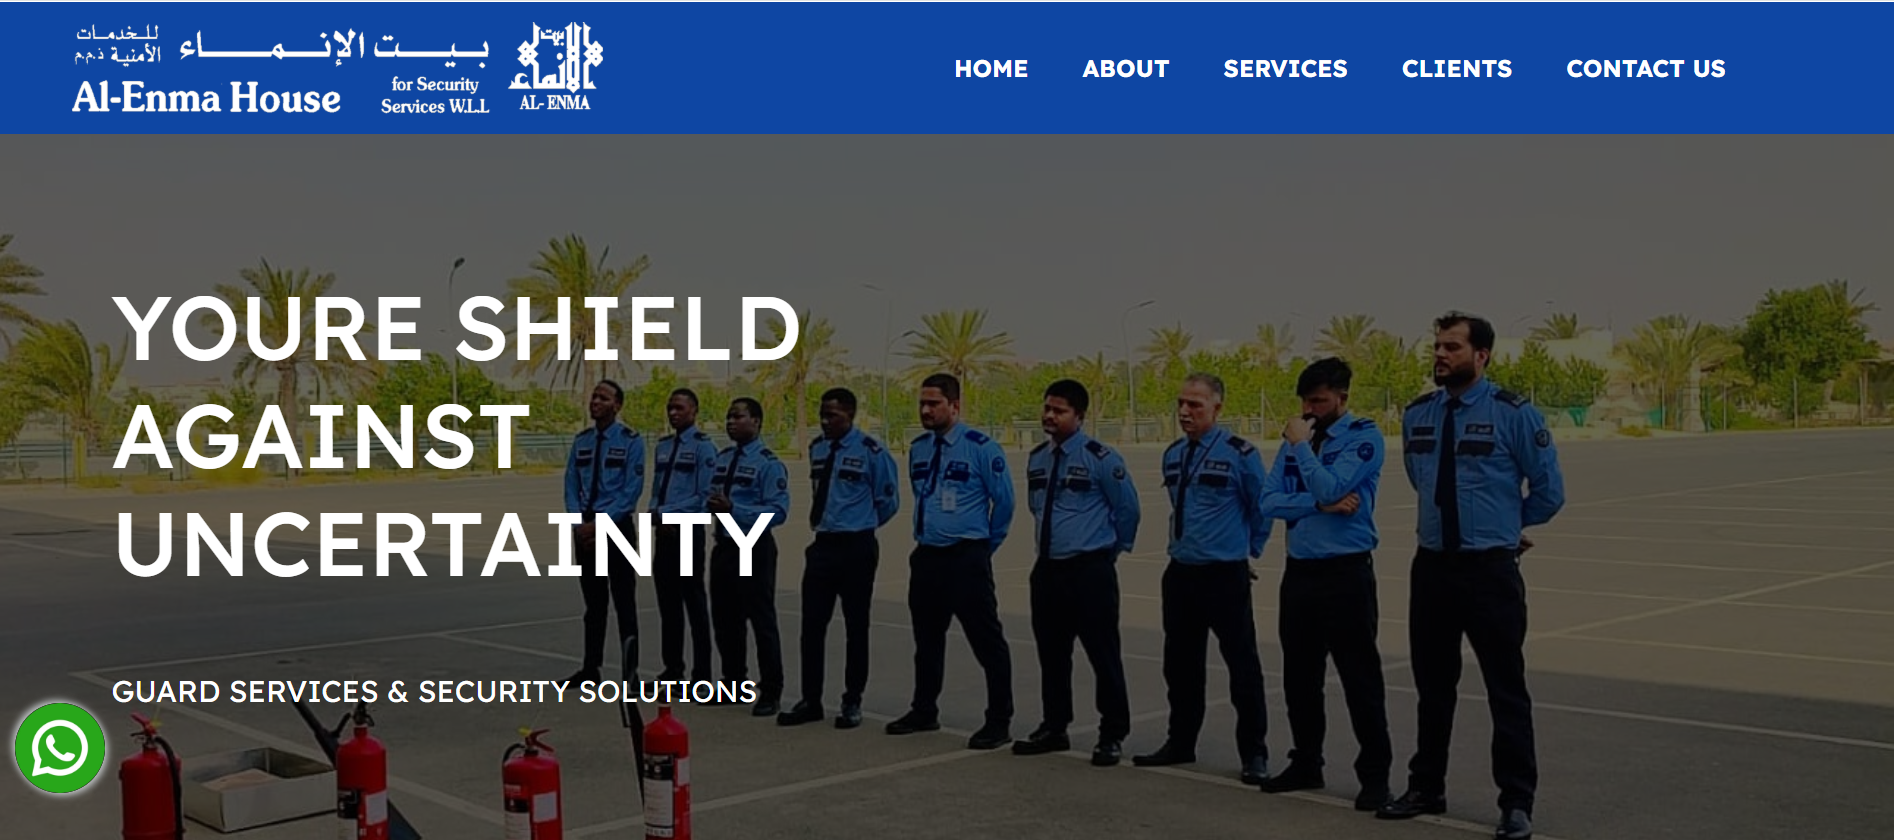 للخدمات
الأمنية ذ.م.م
بيت الإنماء
Al-Enma House
for Security
Services W.L.L
بيت الإنماء
AL- ENMA
HOME ABOUT SERVICES CLIENTS CONTACT US
YOURE SHIELD
AGAINST
UNCERTAINTY
GUARD SERVICES & SECURITY SOLUTIONS